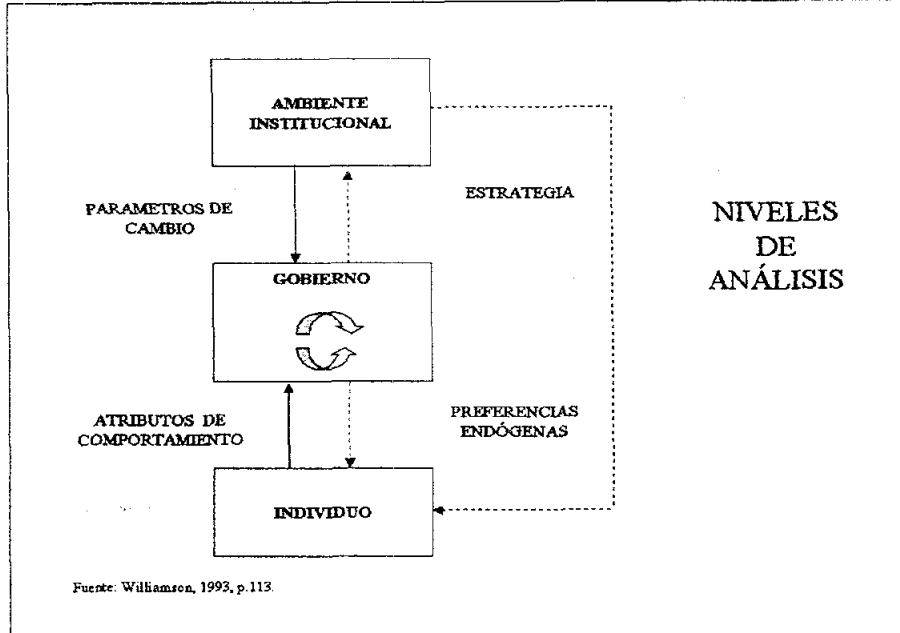 AMBIENTE
INSTITUCIONAL
PARAMETROS DE
CAMBIO
ESTRATEGIA
NIVELES
DE
ANÁLISIS
GOBIERNO
ATRIBUTOS DE
COMPORTAMIENTO
PREFERENCIAS
ENDÓGENAS
INDIVIDUO
Fuente: Williamson, 1993, p.113.